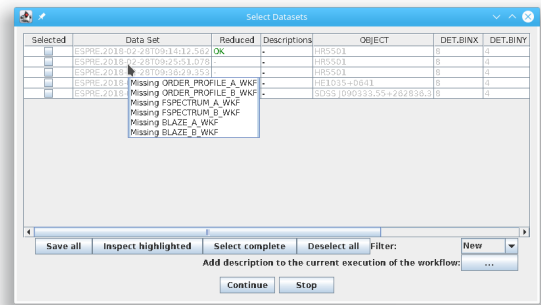 Select Datasets
Selected Data Set Reduced Descriptions OBJECT DET.BINX DET.BINY
ESPRE.2018-02-28T09:14:12.562 OK - HR5501 8 4
ESPRE.2018-02-28T09:25:51.078 - - HR5501 8 4
ESPRE.2018-02-28T09:36:29.353 - - HR5501 8 4
ESPRE.2018- - HE1035+0641 8 4
ESPRE.2018- - SDSS J090333.55+262836.3 8 4
Missing ORDER_PROFILE_A_WKF
Missing ORDER_PROFILE_B_WKF
Missing FSPECTRUM_A_WKF
Missing FSPECTRUM_B_WKF
Missing BLAZE_A_WKF
Missing BLAZE_B_WKF
Save all Inspect highlighted Select complete Deselect all Filter: New
Add description to the current execution of the workflow: ...
Continue Stop